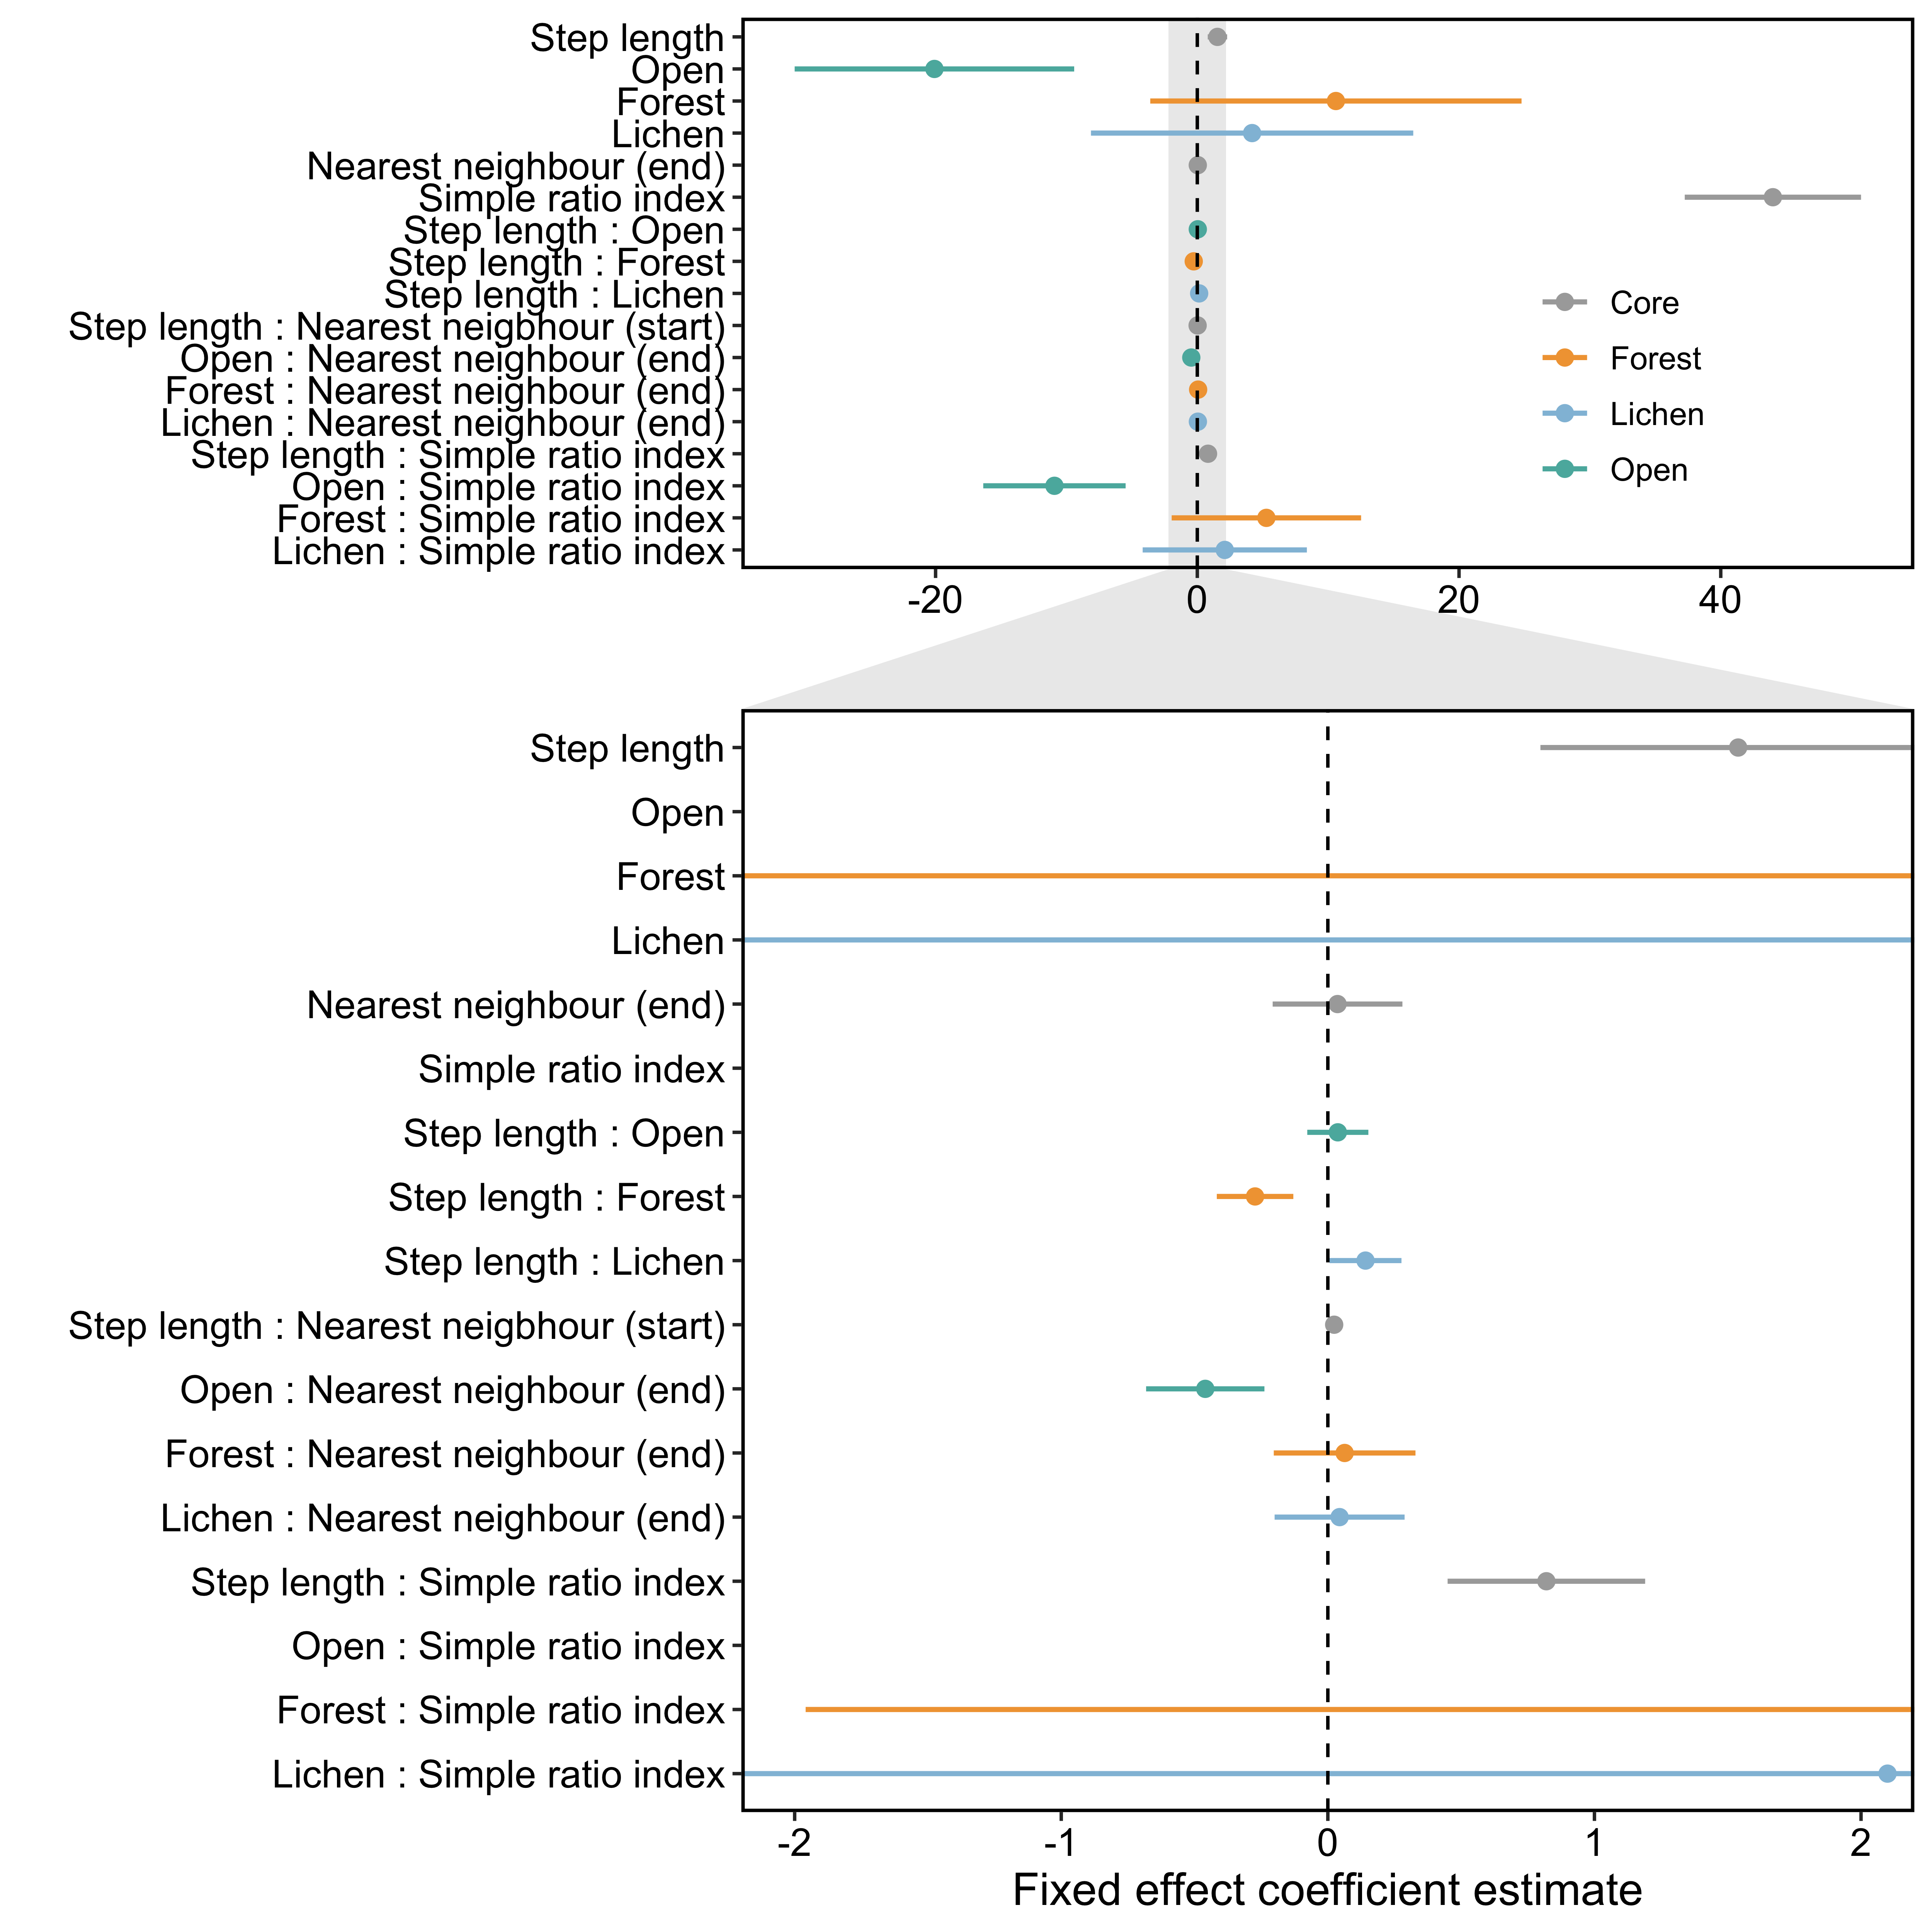 Step length
Open
Forest
Lichen
Nearest neighbour (end)
Simple ratio index
Step length : Open
Step length : Forest
Step length : Lichen
Step length : Nearest neigbhour (start)
Open : Nearest neighbour (end)
Forest : Nearest neighbour (end)
Lichen : Nearest neighbour (end)
Step length : Simple ratio index
Open : Simple ratio index
Forest : Simple ratio index
Lichen : Simple ratio index
Core
Forest
Lichen
Open
-20 0 20 40
Step length
Open
Forest
Lichen
Nearest neighbour (end)
Simple ratio index
Step length : Open
Step length : Forest
Step length : Lichen
Step length : Nearest neigbhour (start)
Open : Nearest neighbour (end)
Forest : Nearest neighbour (end)
Lichen : Nearest neighbour (end)
Step length : Simple ratio index
Open : Simple ratio index
Forest : Simple ratio index
Lichen : Simple ratio index
-2 -1 0 1 2
Fixed effect coefficient estimate